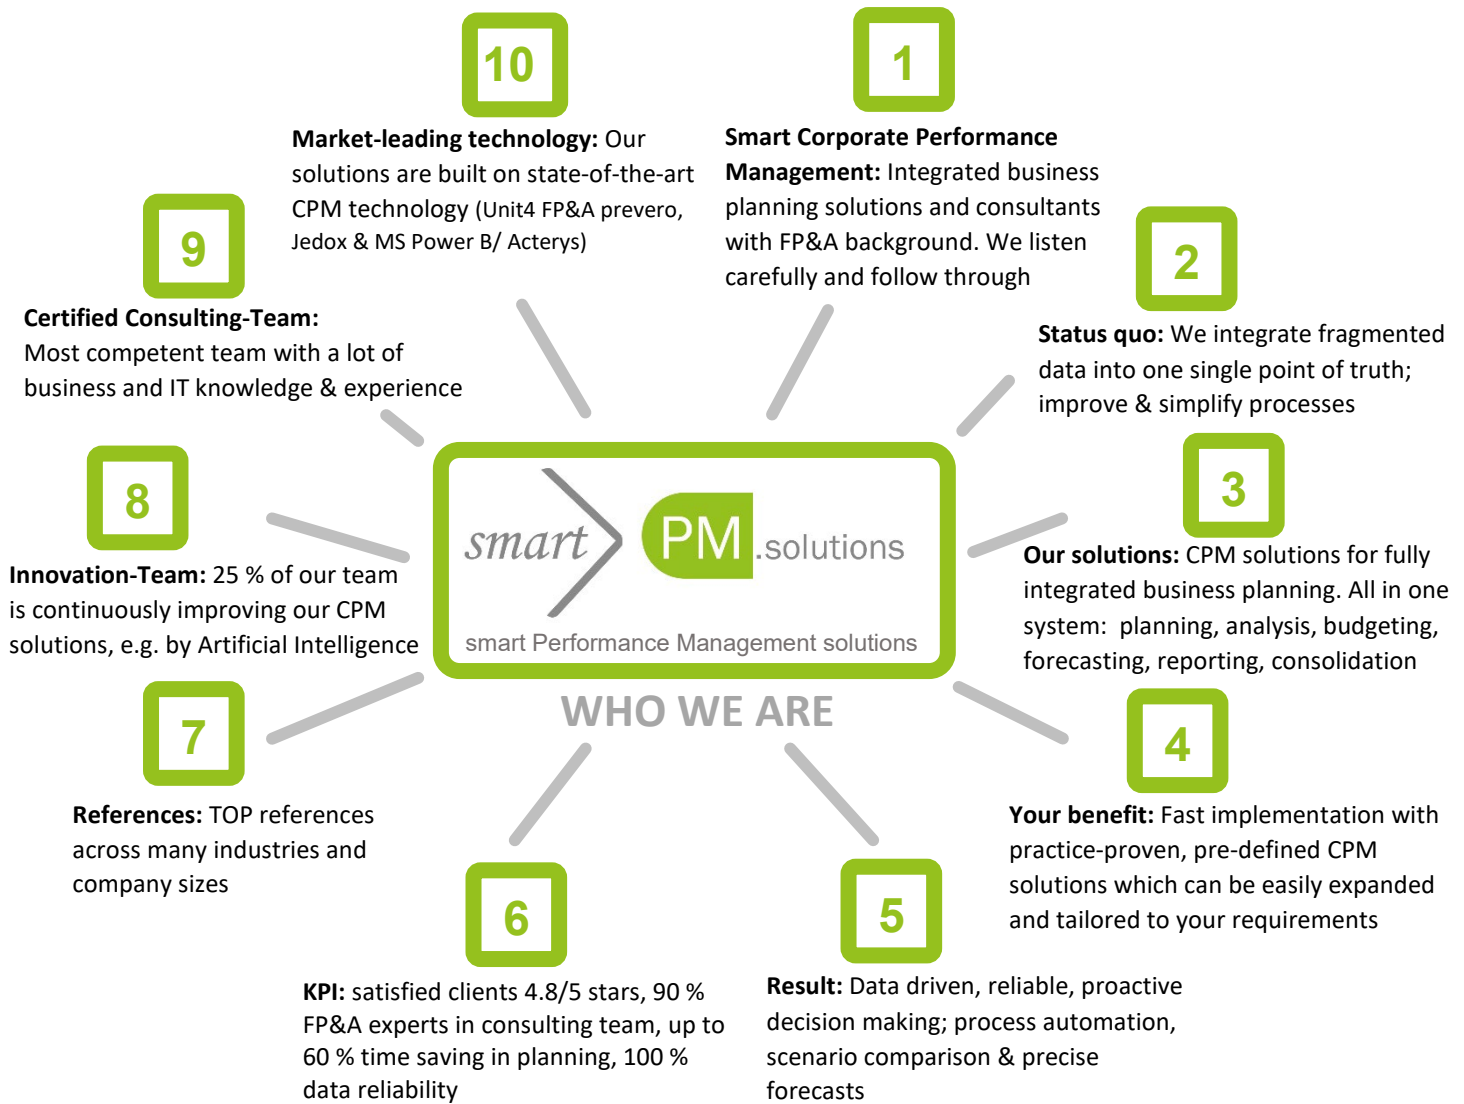 10
Market-leading technology: Our
solutions are built on state-of-the-art
CPM technology (Unit4 FP&A prevero,
Jedox & MS Power B/ Acterys)
1
Smart Corporate Performance
Management: Integrated business
planning solutions and consultants
with FP&A background. We listen
carefully and follow through
2
Status quo: We integrate fragmented
data into one single point of truth;
improve & simplify processes
3
Our solutions: CPM solutions for fully
integrated business planning. All in one
system:  planning, analysis, budgeting,
forecasting, reporting, consolidation
4
Your benefit: Fast implementation with
practice-proven, pre-defined CPM
solutions which can be easily expanded
and tailored to your requirements
5
Result: Data driven, reliable, proactive
decision making; process automation,
scenario comparison & precise
forecasts
6
KPI: satisfied clients 4.8/5 stars, 90 %
FP&A experts in consulting team, up to
60 % time saving in planning, 100 %
data reliability
7
References: TOP references
across many industries and
company sizes
8
Innovation-Team: 25 % of our team
is continuously improving our CPM
solutions, e.g. by Artificial Intelligence
9
Certified Consulting-Team:
Most competent team with a lot of
business and IT knowledge & experience
smart PM.solutions
smart Performance Management solutions
WHO WE ARE